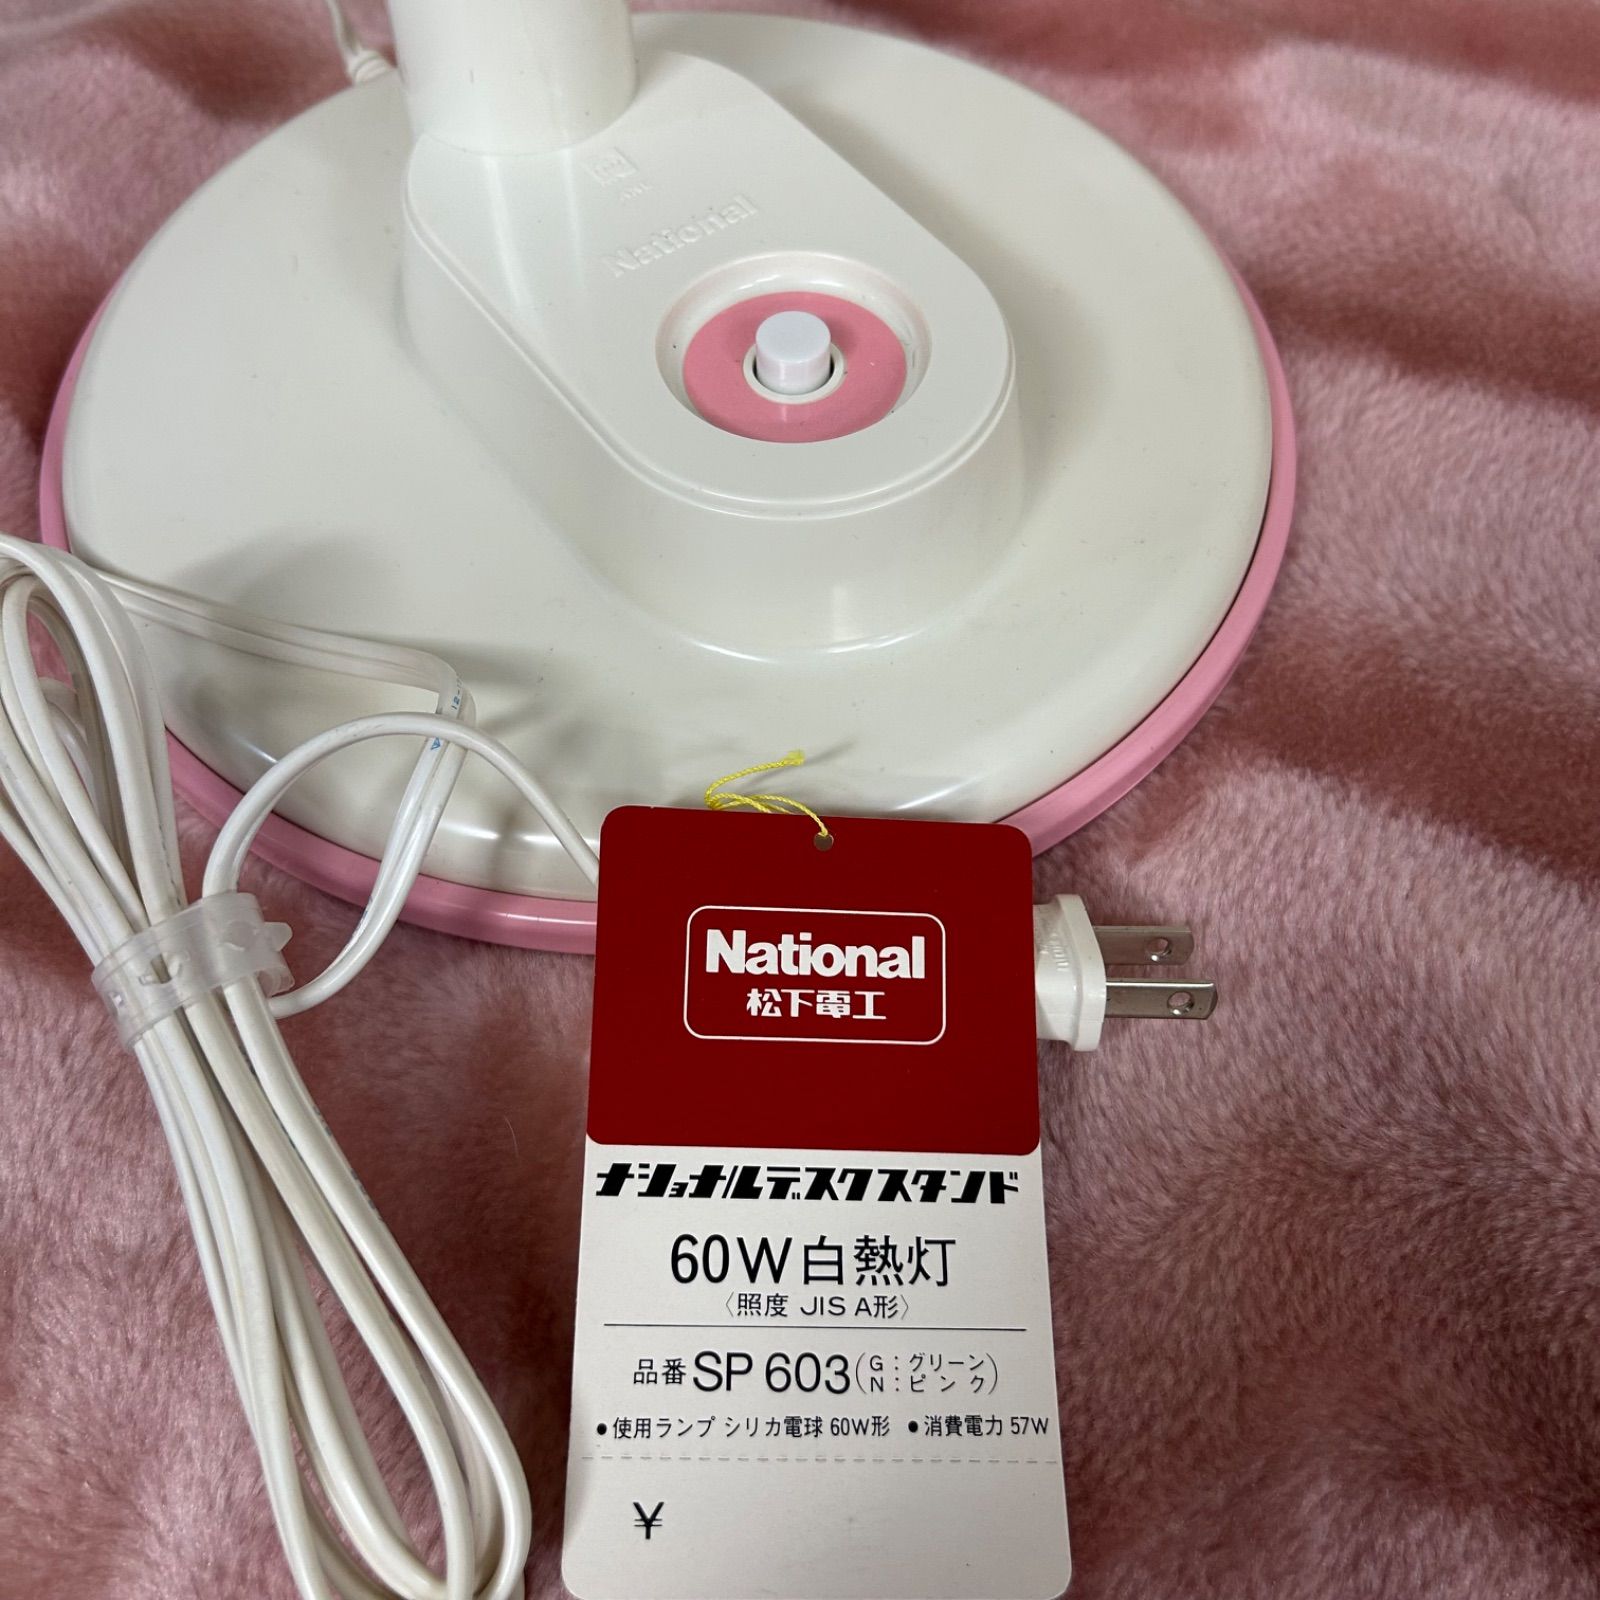 National
National
松下電工
ナショナルデスクスタンド
60W白熱灯
〈照度 JIS A形〉
品番 SP 603 (G:グリーン
N:ピンク)
●使用ランプ シリカ電球 60W形 ●消費電力 57W
¥